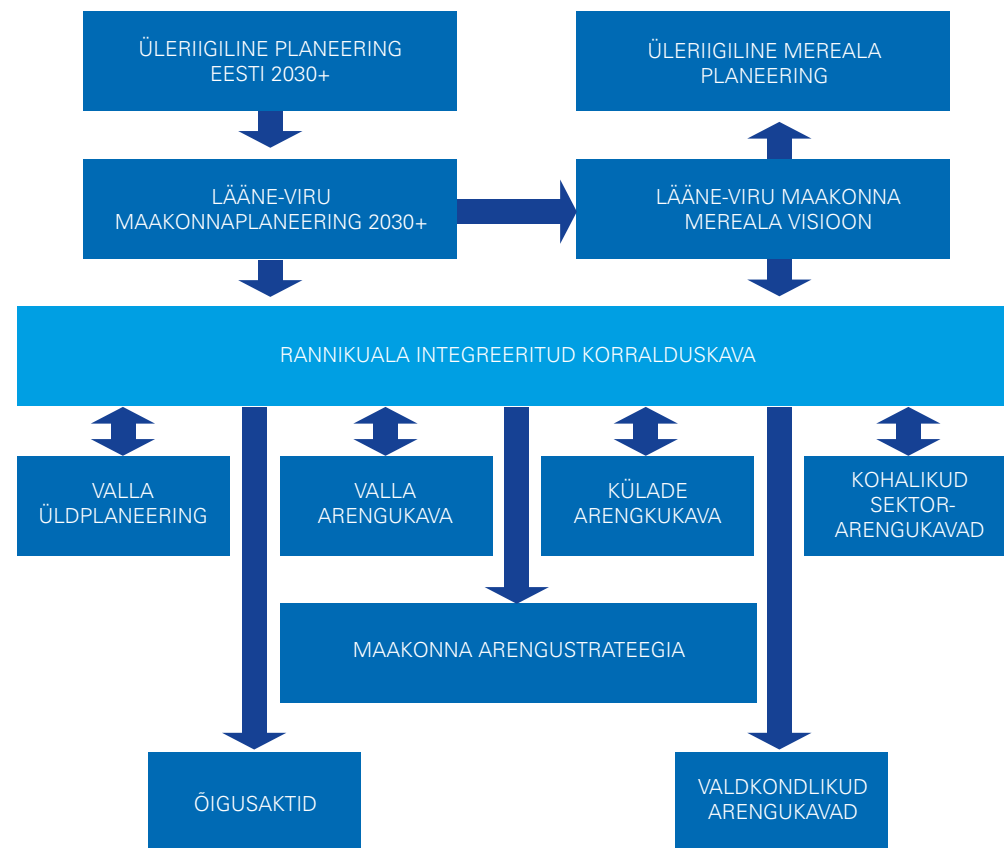 ÜLERIIGILINE PLANEERING
EESTI 2030+
ÜLERIIGILINE MEREALA
PLANEERING
LÄÄNE-VIRU
MAAKONNAPLANEERING 2030+
LÄÄNE-VIRU MAAKONNA
MEREALA VISIOON
RANNIKUALA INTEGREERITUD KORRALDUSKAVA
VALLA
ÜLDPLANEERING
VALLA
ARENGUKAVA
KÜLADE
ARENGKUKAVA
KOHALIKUD
SEKTOR-
ARENGUKAVAD
MAAKONNA ARENGUSTRATEEGIA
ÕIGUSAKTID
VALDKONDLIKUD
ARENGUKAVAD